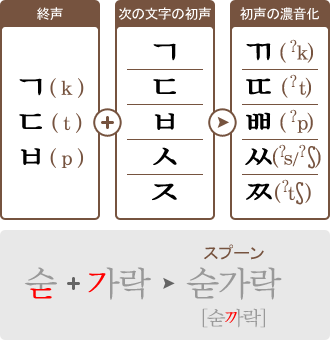 終声
次の文字の初声
初声の濃音化
ㄱ ( k )
ㄷ ( t )
ㅂ ( p )
+
ㄱ
ㄷ
ㅂ
ㅅ
ㅈ
ㄲ (ˀk)
ㄸ (ˀt)
ㅃ (ˀp)
ㅆ(ˀs/ˀʃ)
ㅉ(ˀtʃ)
スプーン
숟 + 가락 숟가락
[숟까락]